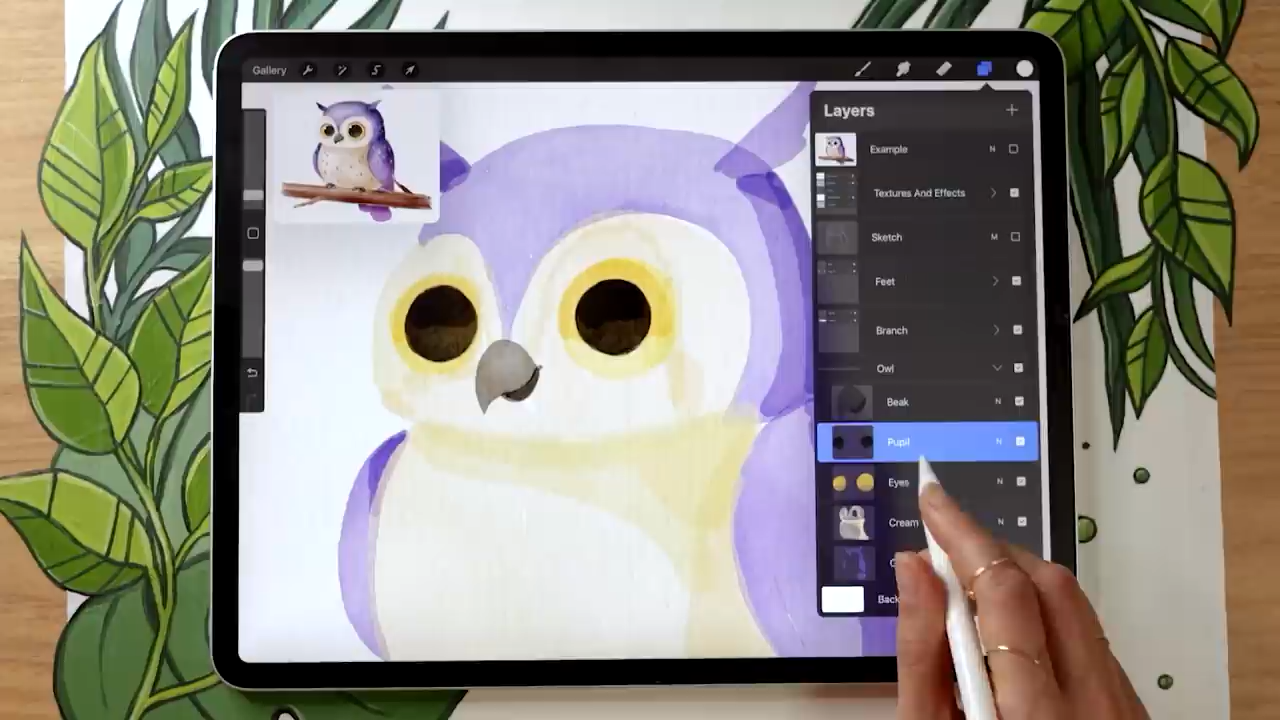 Gallery
Layers
Example N
Textures And Effects
Sketch M
Feet
Branch
Owl
Beak N
Pupil N
Eyes N
Cream N